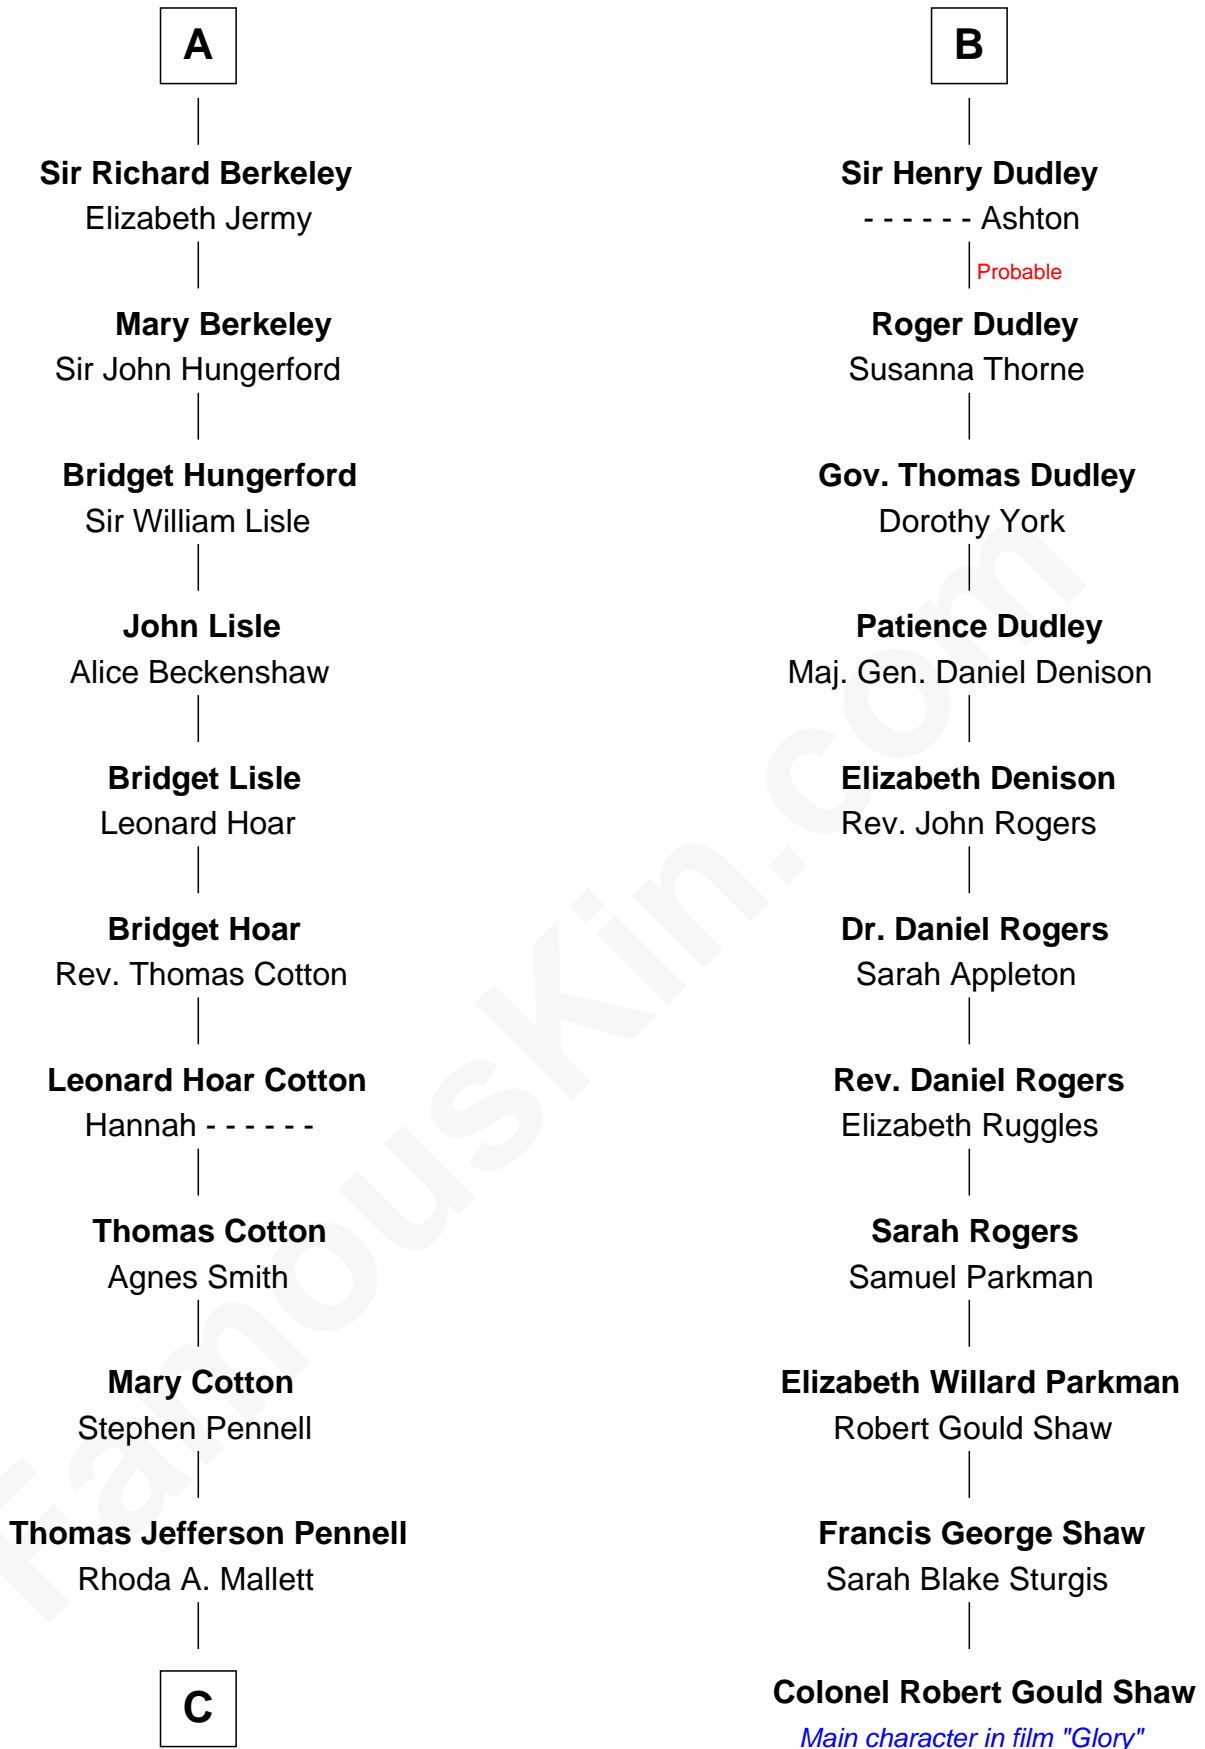 A
Sir Richard Berkeley
Elizabeth Jermy
Mary Berkeley
Sir John Hungerford
Bridget Hungerford
Sir William Lisle
John Lisle
Alice Beckenshaw
Bridget Lisle
Leonard Hoar
Bridget Hoar
Rev. Thomas Cotton
Leonard Hoar Cotton
Hannah - - - - - -
Thomas Cotton
Agnes Smith
Mary Cotton
Stephen Pennell
Thomas Jefferson Pennell
Rhoda A. Mallett
C
B
Sir Henry Dudley
- - - - - - Ashton
Probable
Roger Dudley
Susanna Thorne
Gov. Thomas Dudley
Dorothy York
Patience Dudley
Maj. Gen. Daniel Denison
Elizabeth Denison
Rev. John Rogers
Dr. Daniel Rogers
Sarah Appleton
Rev. Daniel Rogers
Elizabeth Ruggles
Sarah Rogers
Samuel Parkman
Elizabeth Willard Parkman
Robert Gould Shaw
Francis George Shaw
Sarah Blake Sturgis
Colonel Robert Gould Shaw
Main character in film "Glory"
FamousKin.com